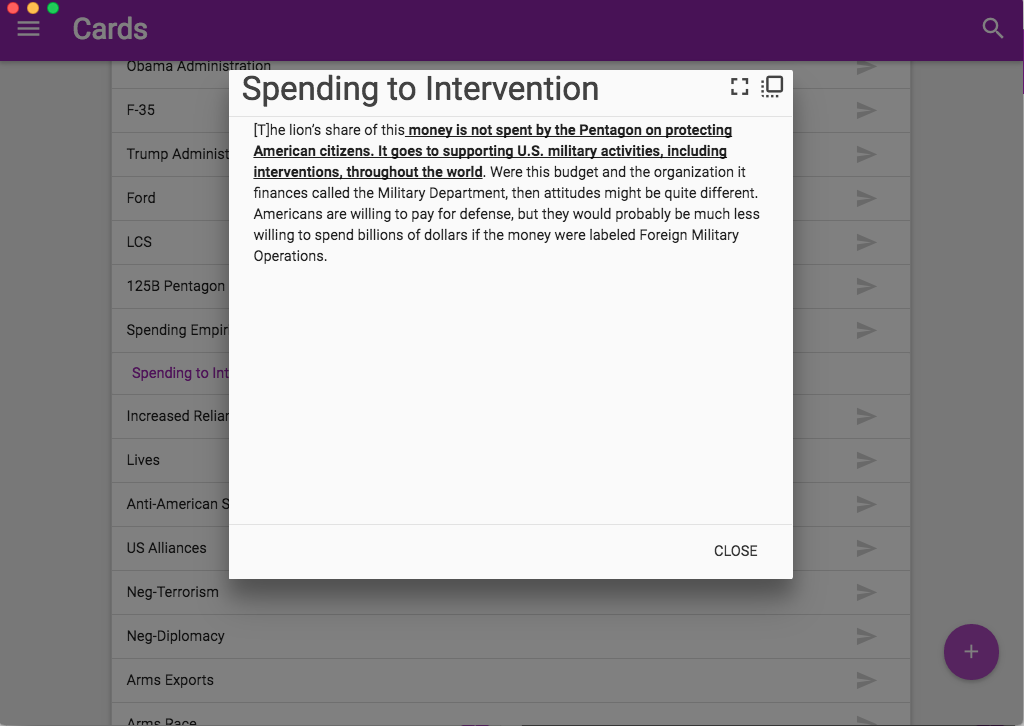 Cards
Obama Administration
F-35
Trump Administ
Ford
LCS
125B Pentagon
Spending Empir
Spending to Int
Increased Relian
Lives
Anti-American S
US Alliances
Neg-Terrorism
Neg-Diplomacy
Arms Exports
Arms Race
Spending to Intervention
[T]he lion’s share of this money is not spent by the Pentagon on protecting
American citizens. It goes to supporting U.S. military activities, including
interventions, throughout the world. Were this budget and the organization it
finances called the Military Department, then attitudes might be quite different.
Americans are willing to pay for defense, but they would probably be much less
willing to spend billions of dollars if the money were labeled Foreign Military
Operations.
CLOSE